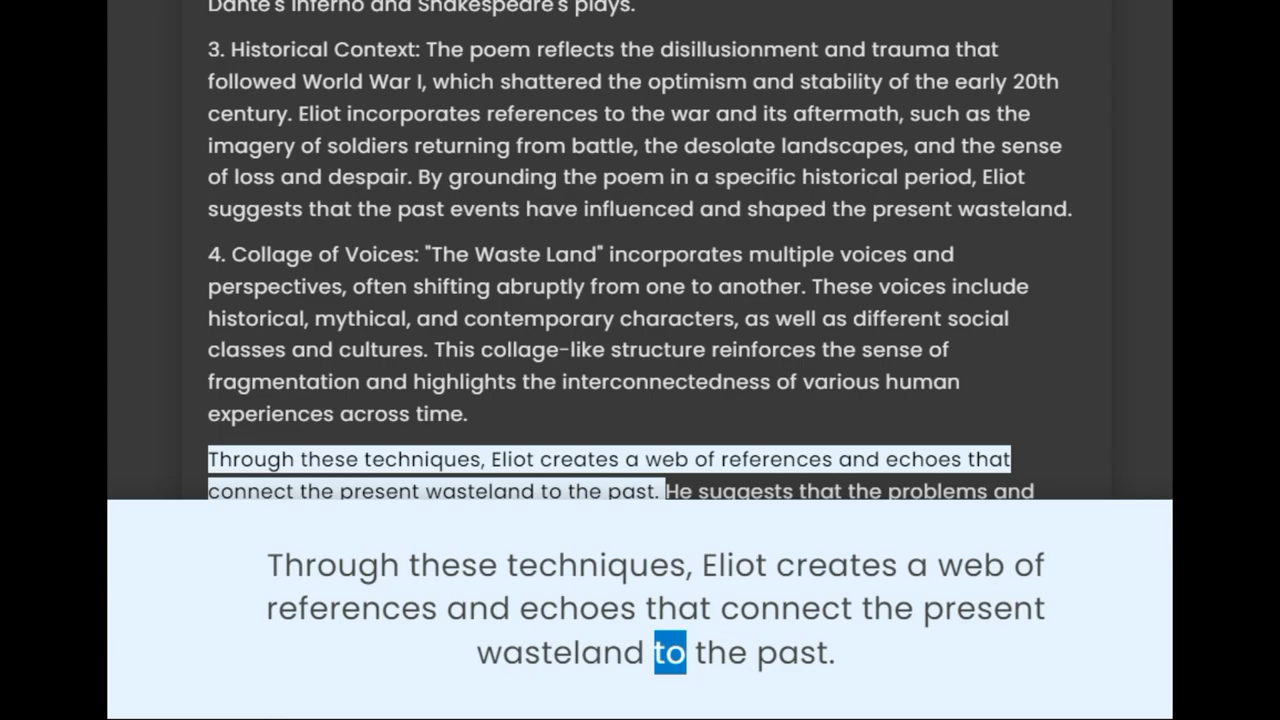 Dante's Inferno and Shakespeare's plays.
3. Historical Context: The poem reflects the disillusionment and trauma that
followed World War I, which shattered the optimism and stability of the early 20th
century. Eliot incorporates references to the war and its aftermath, such as the
imagery of soldiers returning from battle, the desolate landscapes, and the sense
of loss and despair. By grounding the poem in a specific historical period, Eliot
suggests that the past events have influenced and shaped the present wasteland.
4. Collage of Voices: "The Waste Land" incorporates multiple voices and
perspectives, often shifting abruptly from one to another. These voices include
historical, mythical, and contemporary characters, as well as different social
classes and cultures. This collage-like structure reinforces the sense of
fragmentation and highlights the interconnectedness of various human
experiences across time.
Through these techniques, Eliot creates a web of references and echoes that
connect the present wasteland to the past. He suggests that the problems and
Through these techniques, Eliot creates a web of
references and echoes that connect the present
wasteland to the past.